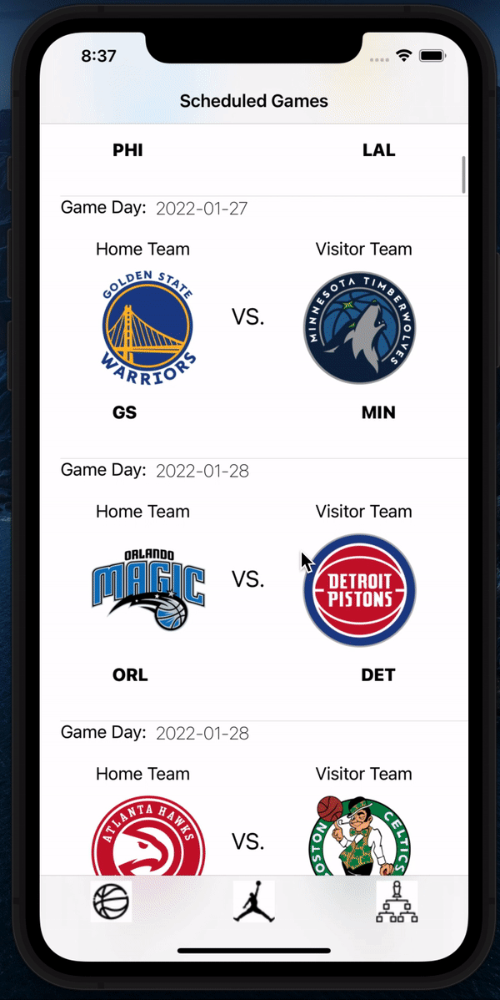 8:37
Scheduled Games
PHI LAL
Game Day: 2022-01-27
Home Team Visitor Team
GOLDEN STATE WARRIORS
VS.
MINNESOTA TIMBERWOLVES
GS MIN
Game Day: 2022-01-28
Home Team Visitor Team
ORLANDO MAGIC
VS.
DETROIT PISTONS
ORL DET
Game Day: 2022-01-28
Home Team Visitor Team
ATLANTA HAWKS
VS.
BOSTON CELTICS